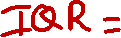 IQR =